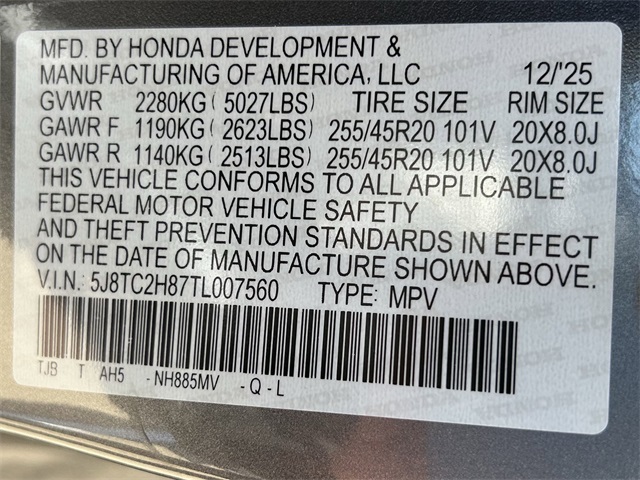 MFD. BY HONDA DEVELOPMENT &
MANUFACTURING OF AMERICA, LLC 12/'25
GVWR 2280KG ( 5027LBS) TIRE SIZE RIM SIZE
GAWR F 1190KG ( 2623LBS) 255/45R20 101V 20X8.0J
GAWR R 1140KG ( 2513LBS) 255/45R20 101V 20X8.0J
THIS VEHICLE CONFORMS TO ALL APPLICABLE
FEDERAL MOTOR VEHICLE SAFETY
AND THEFT PREVENTION STANDARDS IN EFFECT
ON THE DATE OF MANUFACTURE SHOWN ABOVE.
V.I.N.: 5J8TC2H87TL007560 TYPE: MPV
TJB T AH5 - NH885MV - Q - L